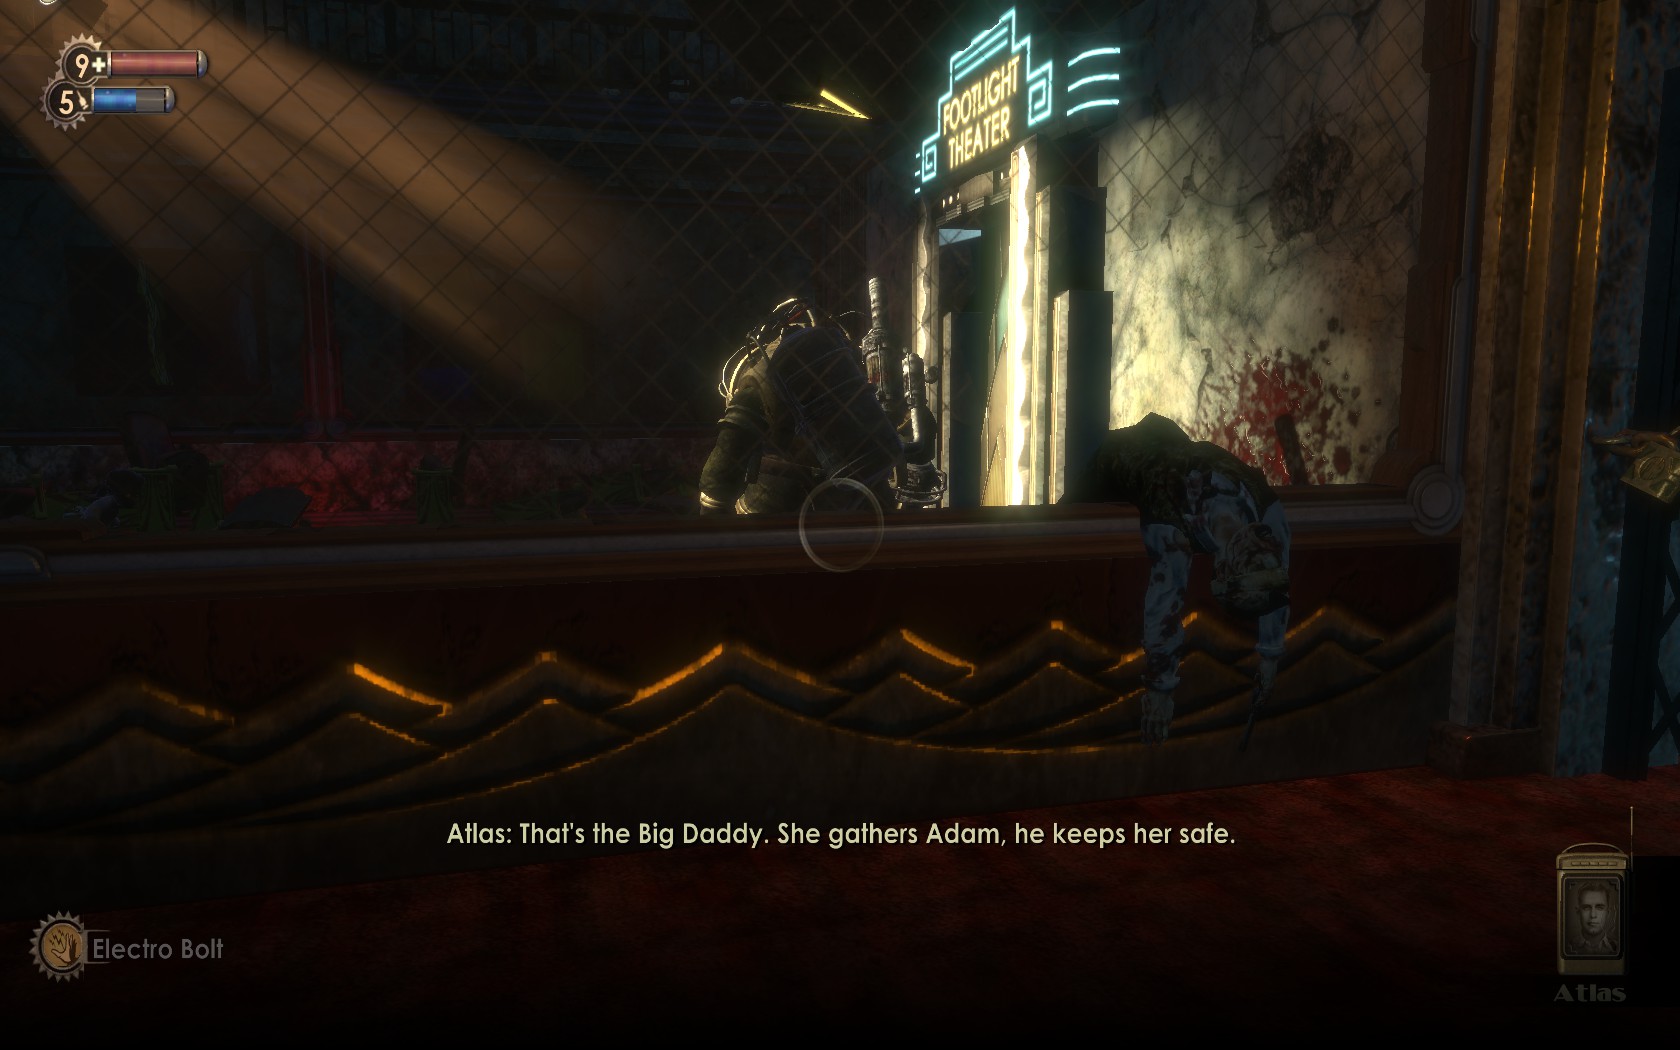 9+
5
FOOTLIGHT
THEATER
Atlas: That's the Big Daddy. She gathers Adam, he keeps her safe.
Electro Bolt
Atlas